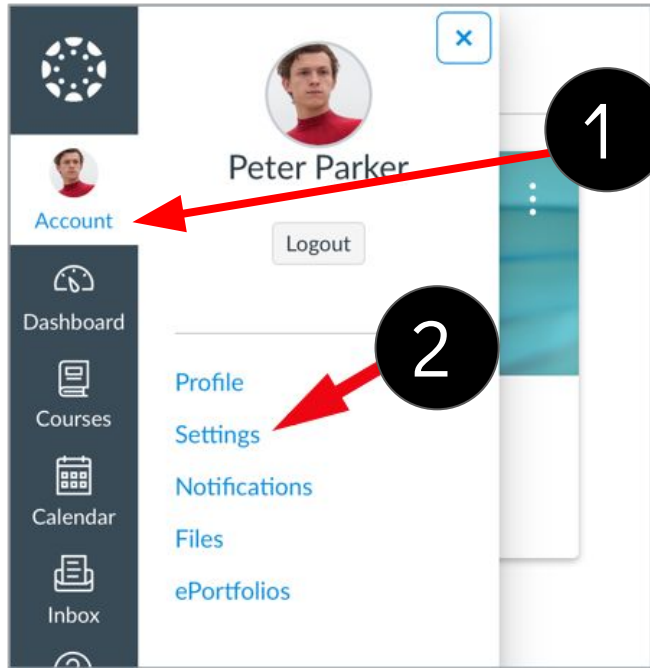 ×
1
Peter Parker
Account
Logout
Dashboard
2
Profile
Courses
Settings
Notifications
Calendar
Files
ePortfolios
Inbox